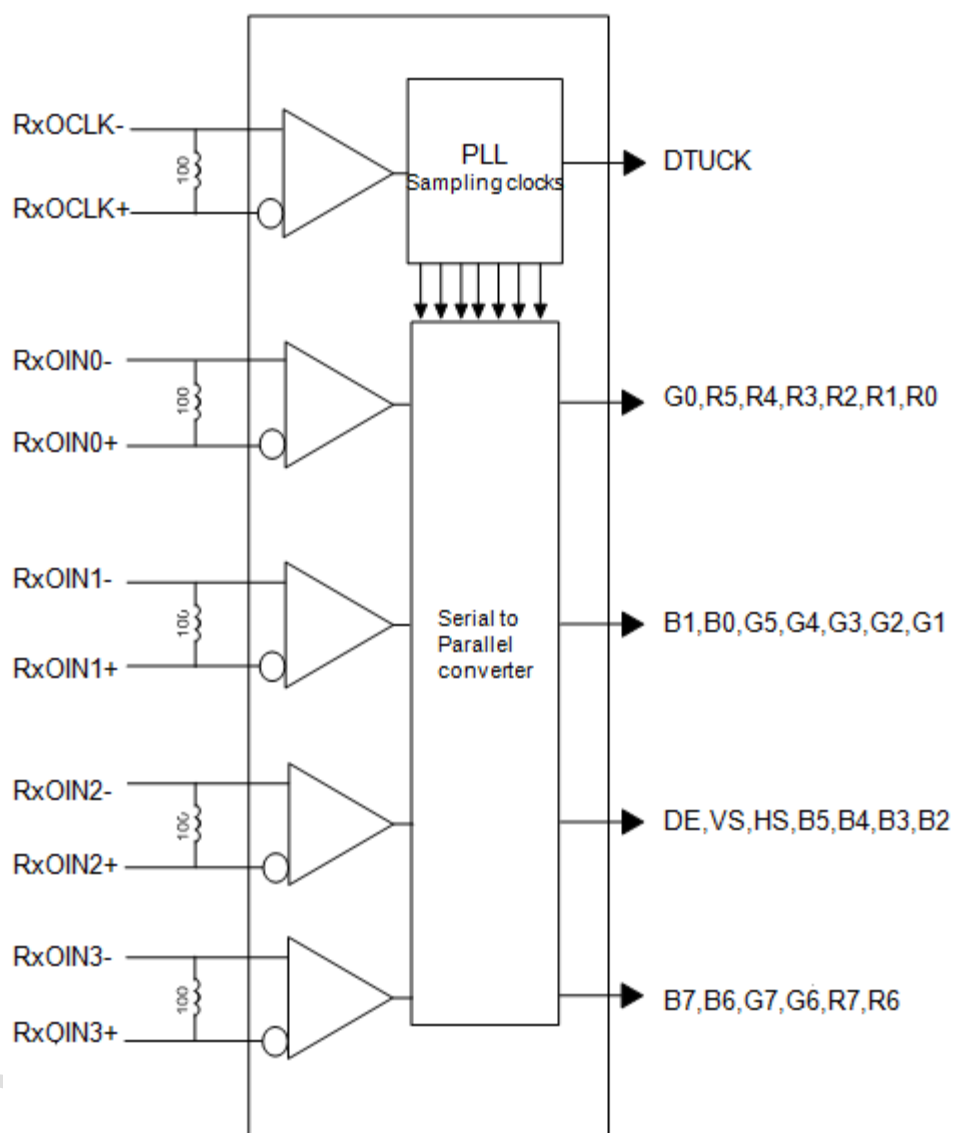 RxOCLK-
100
RxOCLK+
PLL
Sampling clocks
DTUCK
RxOIN0-
100
RxOIN0+
G0,R5,R4,R3,R2,R1,R0
RxOIN1-
100
RxOIN1+
Serial to
Parallel
converter
B1,B0,G5,G4,G3,G2,G1
RxOIN2-
100
RxOIN2+
DE,VS,HS,B5,B4,B3,B2
RxOIN3-
100
RxOIN3+
B7,B6,G7,G6,R7,R6